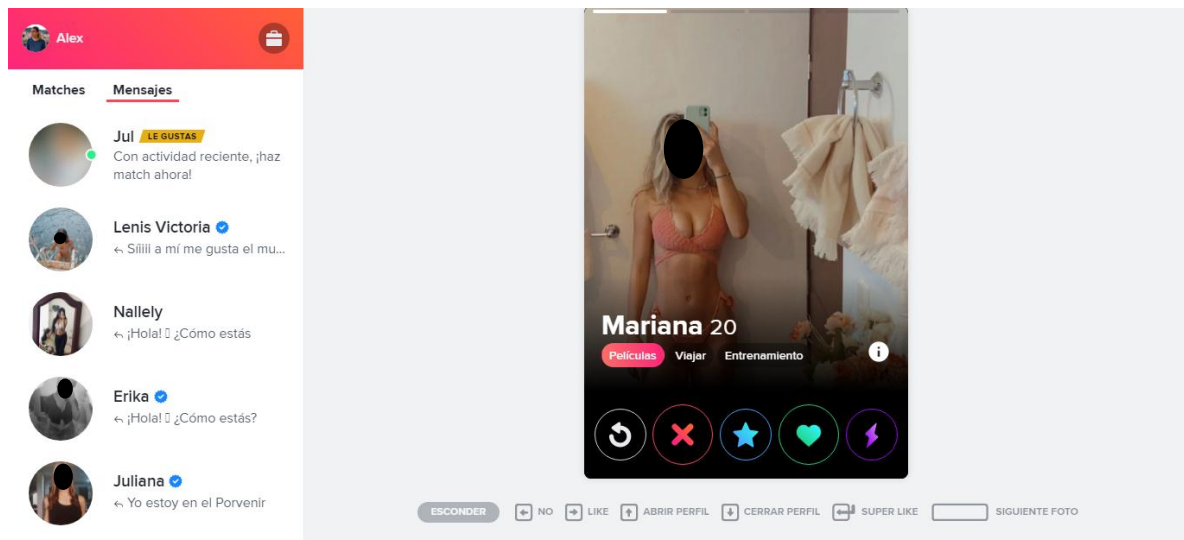 Alex
Matches Mensajes
Jul LE GUSTAS
Con actividad reciente, ¡haz
match ahora!
Lenis Victoria
Síiiii a mí me gusta el mu...
Nallely
¡Hola! ▯ ¿Cómo estás
Erika
¡Hola! ▯ ¿Cómo estás?
Juliana
Yo estoy en el Porvenir
Mariana 20
Películas Viajar Entrenamiento
ESCONDER NO LIKE ABRIR PERFIL CERRAR PERFIL SUPER LIKE SIGUIENTE FOTO